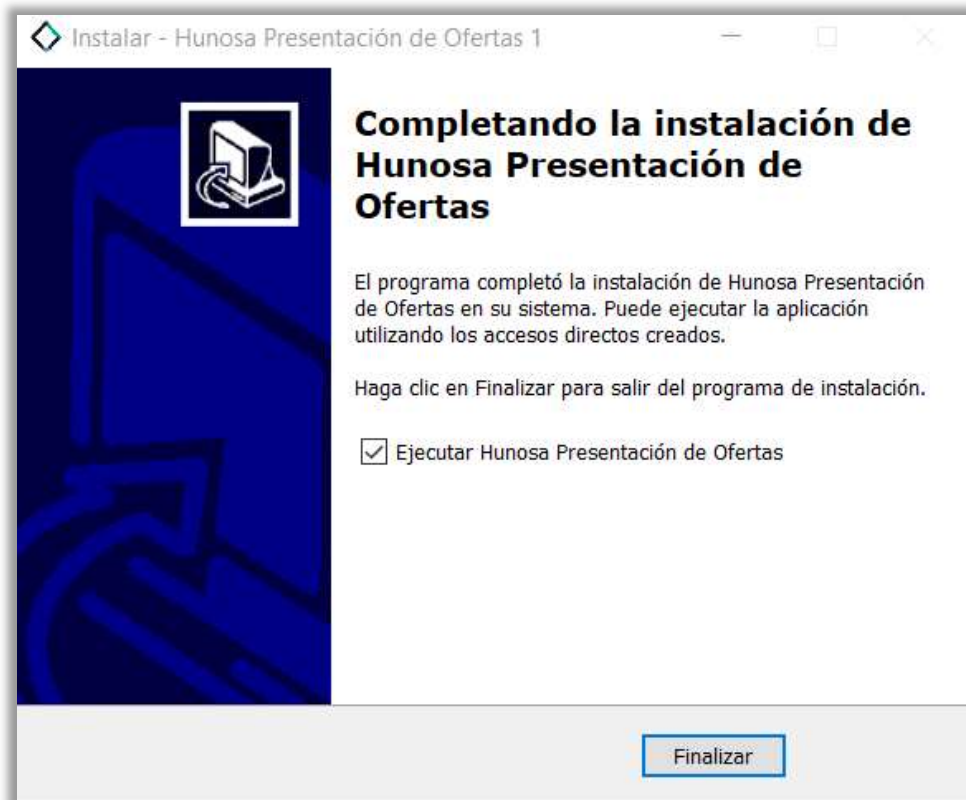 Instalar - Hunosa Presentación de Ofertas 1
Completando la instalación de
Hunosa Presentación de
Ofertas
El programa completó la instalación de Hunosa Presentación
de Ofertas en su sistema. Puede ejecutar la aplicación
utilizando los accesos directos creados.
Haga clic en Finalizar para salir del programa de instalación.
Ejecutar Hunosa Presentación de Ofertas
Finalizar